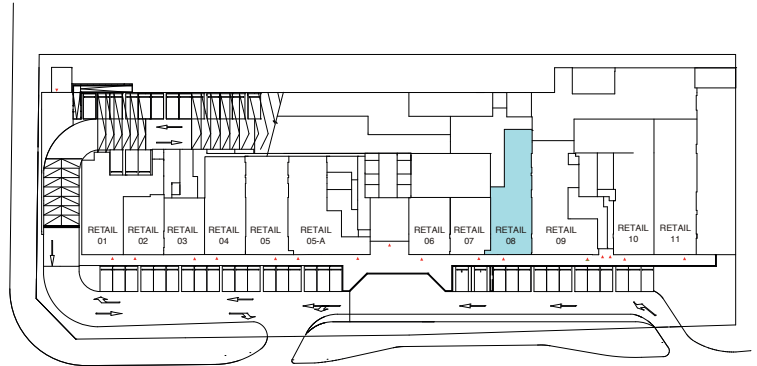 RETAIL
01
RETAIL
02
RETAIL
03
RETAIL
04
RETAIL
05
RETAIL
05-A
RETAIL
06
RETAIL
07
RETAIL
08
RETAIL
09
RETAIL
10
RETAIL
11